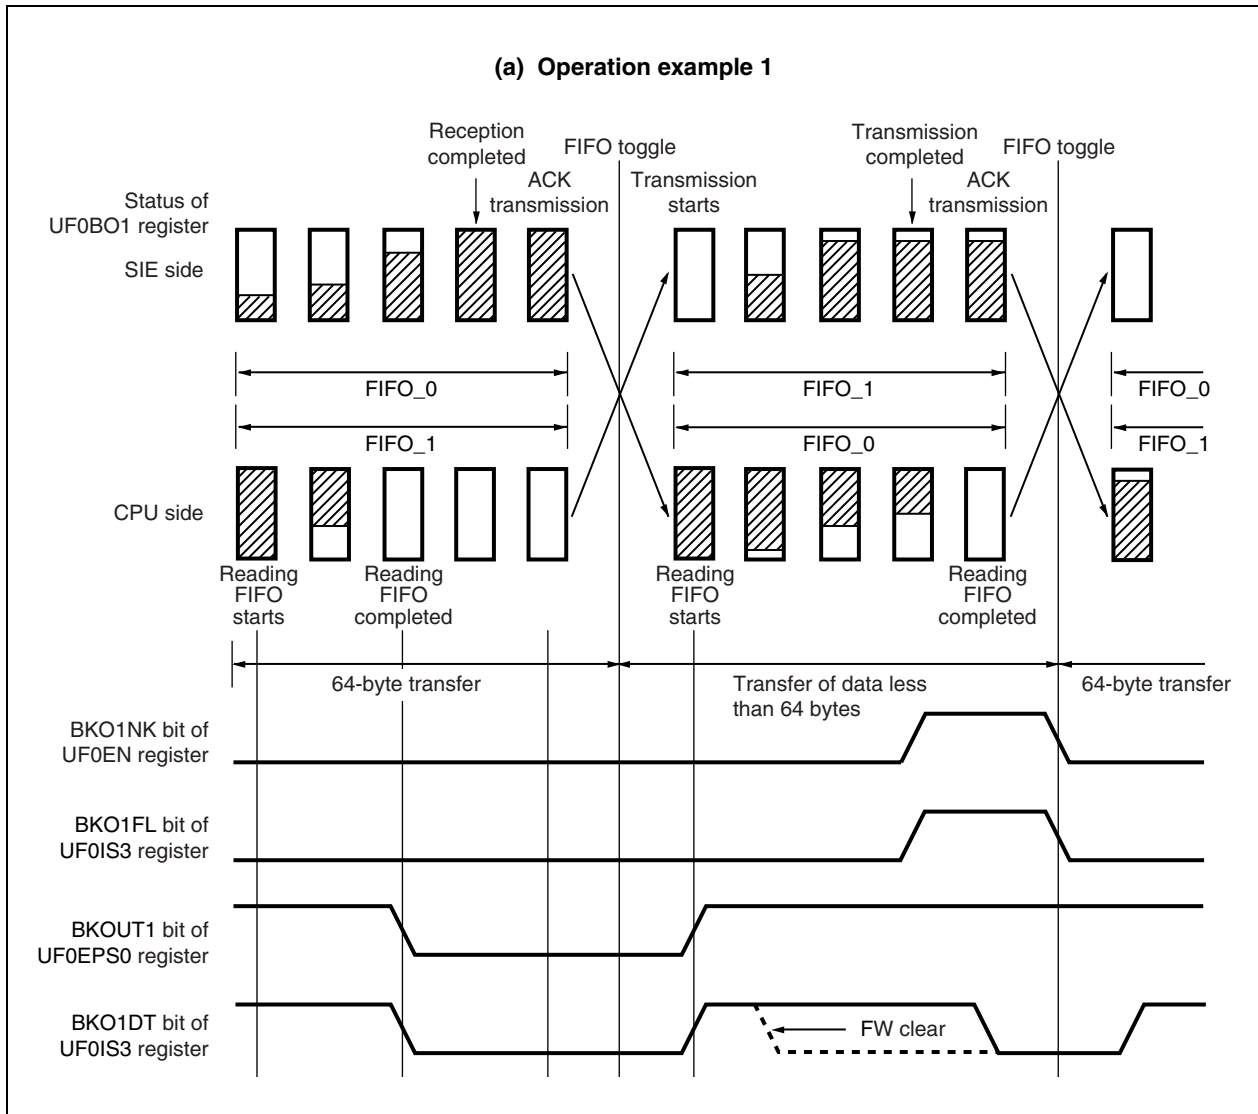 (a) Operation example 1
Reception
completed
FIFO toggle
Transmission
completed
FIFO toggle
ACK
transmission
Transmission
starts
ACK
transmission
Status of
UF0BO1 register
SIE side
FIFO_0
FIFO_1
FIFO_0
FIFO_1
FIFO_0
FIFO_1
CPU side
Reading
FIFO
starts
Reading
FIFO
completed
Reading
FIFO
starts
Reading
FIFO
completed
64-byte transfer
Transfer of data less
than 64 bytes
64-byte transfer
BKO1NK bit of
UF0EN register
BKO1FL bit of
UF0IS3 register
BKOUT1 bit of
UF0EPS0 register
BKO1DT bit of
UF0IS3 register
FW clear